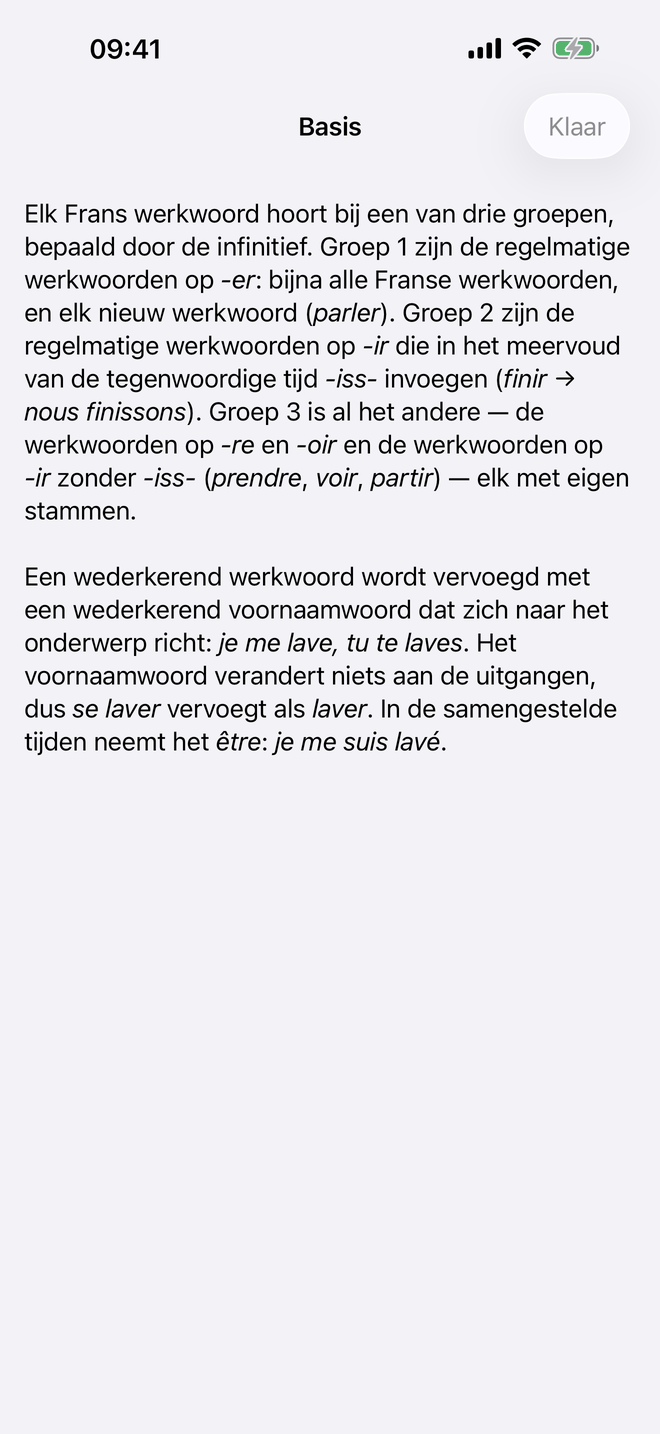 09:41
Basis
Klaar
Elk Frans werkwoord hoort bij een van drie groepen,
bepaald door de infinitief. Groep 1 zijn de regelmatige
werkwoorden op -er: bijna alle Franse werkwoorden,
en elk nieuw werkwoord (parler). Groep 2 zijn de
regelmatige werkwoorden op -ir die in het meervoud
van de tegenwoordige tijd -iss- invoegen (finir →
nous finissons). Groep 3 is al het andere — de
werkwoorden op -re en -oir en de werkwoorden op
-ir zonder -iss- (prendre, voir, partir) — elk met eigen
stammen.
Een wederkerend werkwoord wordt vervoegd met
een wederkerend voornaamwoord dat zich naar het
onderwerp richt: je me lave, tu te laves. Het
voornaamwoord verandert niets aan de uitgangen,
dus se laver vervoegt als laver. In de samengestelde
tijden neemt het être: je me suis lavé.